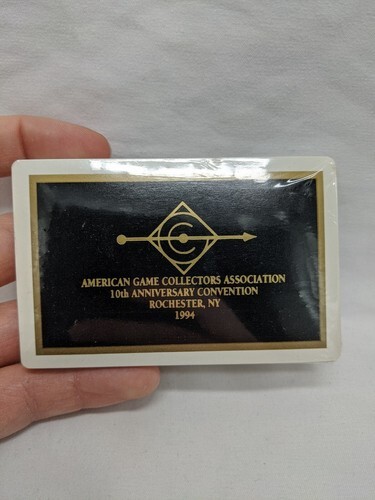 AMERICAN GAME COLLECTORS ASSOCIATION
10th ANNIVERSARY CONVENTION
ROCHESTER, NY
1994